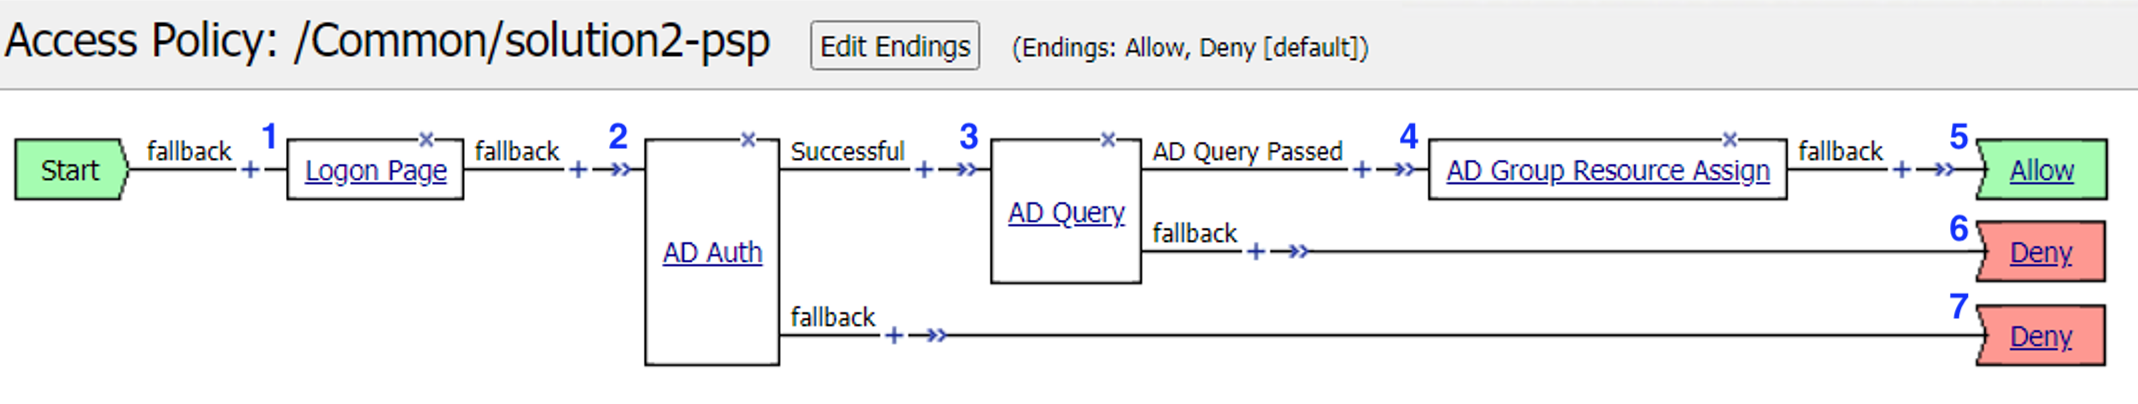 Access Policy: /Common/solution2-psp Edit Endings (Endings: Allow, Deny [default])
Start fallback + 1 Logon Page fallback + 2 AD Auth Successful + 3 AD Query AD Query Passed + 4 AD Group Resource Assign fallback + 5 Allow
fallback + 6 Deny
fallback + 7 Deny